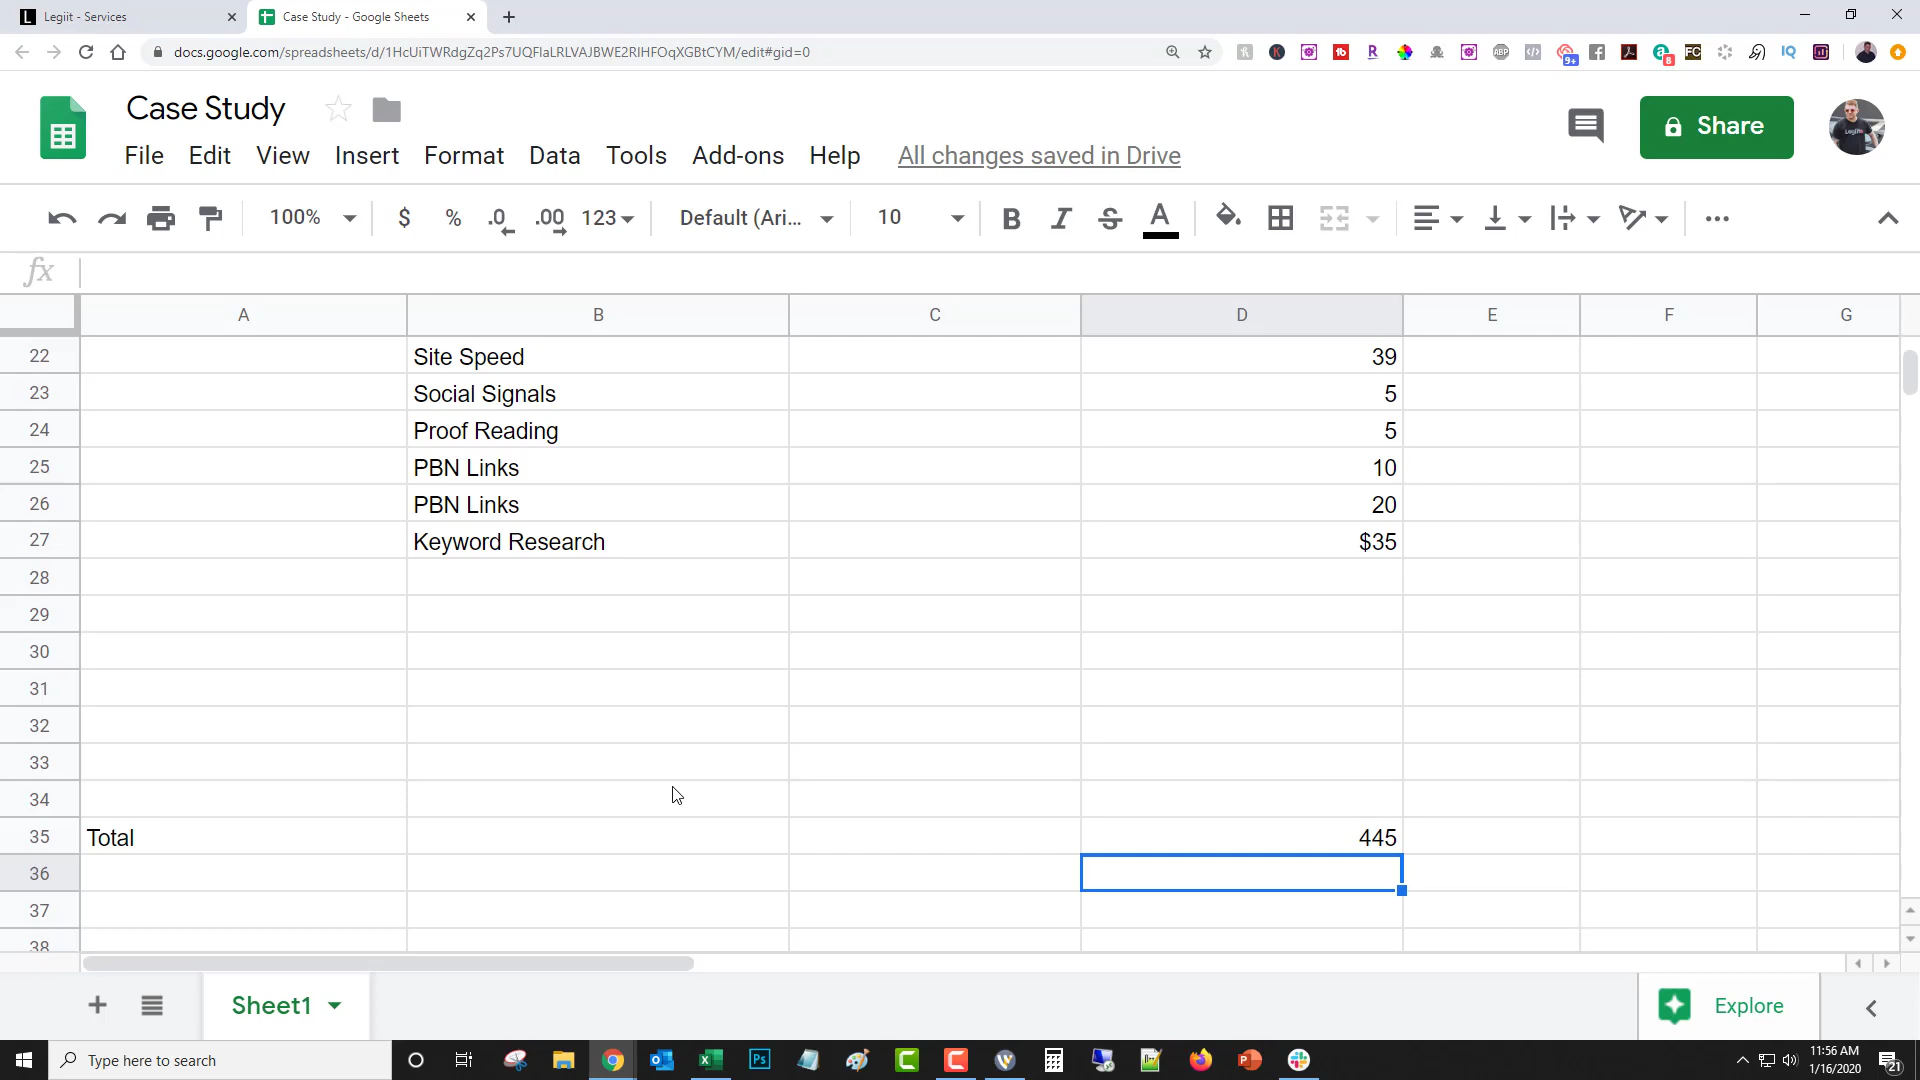 Legiit - Services
Case Study - Google Sheets
docs.google.com/spreadsheets/d/1HcUiTWRdgZq2Ps7UQFlaLRLVAJBWE2RlHFOqXGBtCYM/edit#gid=0
Case Study
Share
File Edit View Insert Format Data Tools Add-ons Help All changes saved in Drive
100% $ % .0 .00 123 Default (Ari... 10 B I S A
fx
A B C D E F G
22 Site Speed 39
23 Social Signals 5
24 Proof Reading 5
25 PBN Links 10
26 PBN Links 20
27 Keyword Research $35
28
29
30
31
32
33
34
35 Total 445
36
37
38
Sheet1
Explore
Type here to search
11:56 AM
1/16/2020
21